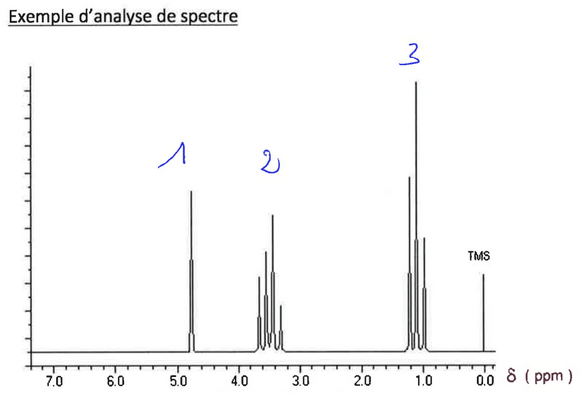 Exemple d'analyse de spectre
3
1
2
TMS
7.0 6.0 5.0 4.0 3.0 2.0 1.0 0.0 δ ( ppm )